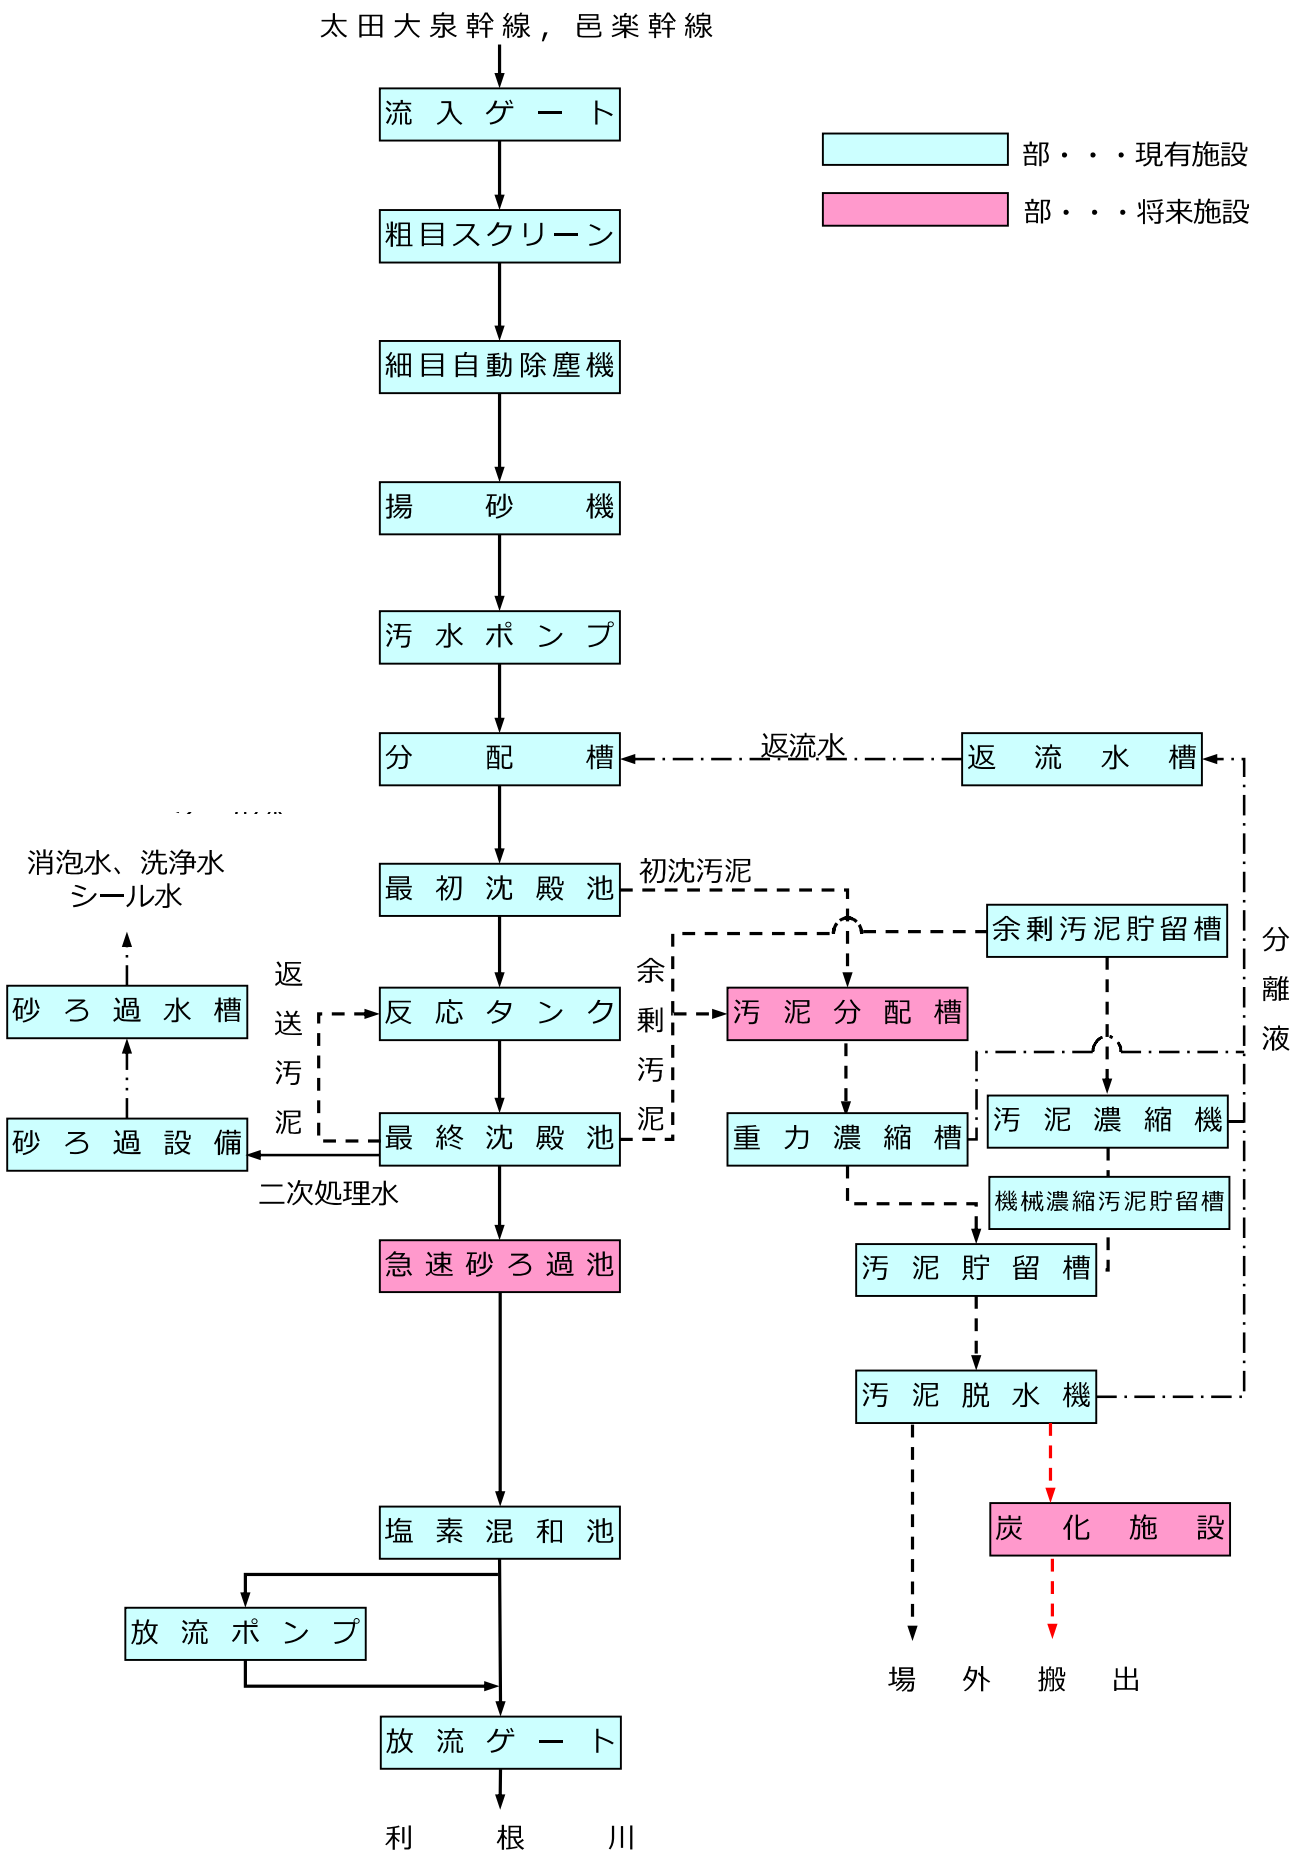 太田大泉幹線，邑楽幹線
流入ゲート
部・・・現有施設
部・・・将来施設
粗目スクリーン
細目自動除塵機
揚砂機
汚水ポンプ
分配槽
返流水
返流水槽
消泡水、洗浄水
シール水
最初沈殿池
初沈汚泥
余剰汚泥貯留槽
分離液
砂ろ過水槽
返送汚泥
反応タンク
余剰汚泥
汚泥分配槽
砂ろ過設備
最終沈殿池
重力濃縮槽
汚泥濃縮機
二次処理水
機械濃縮汚泥貯留槽
急速砂ろ過池
汚泥貯留槽
汚泥脱水機
塩素混和池
炭化施設
放流ポンプ
場外搬出
放流ゲート
利根川